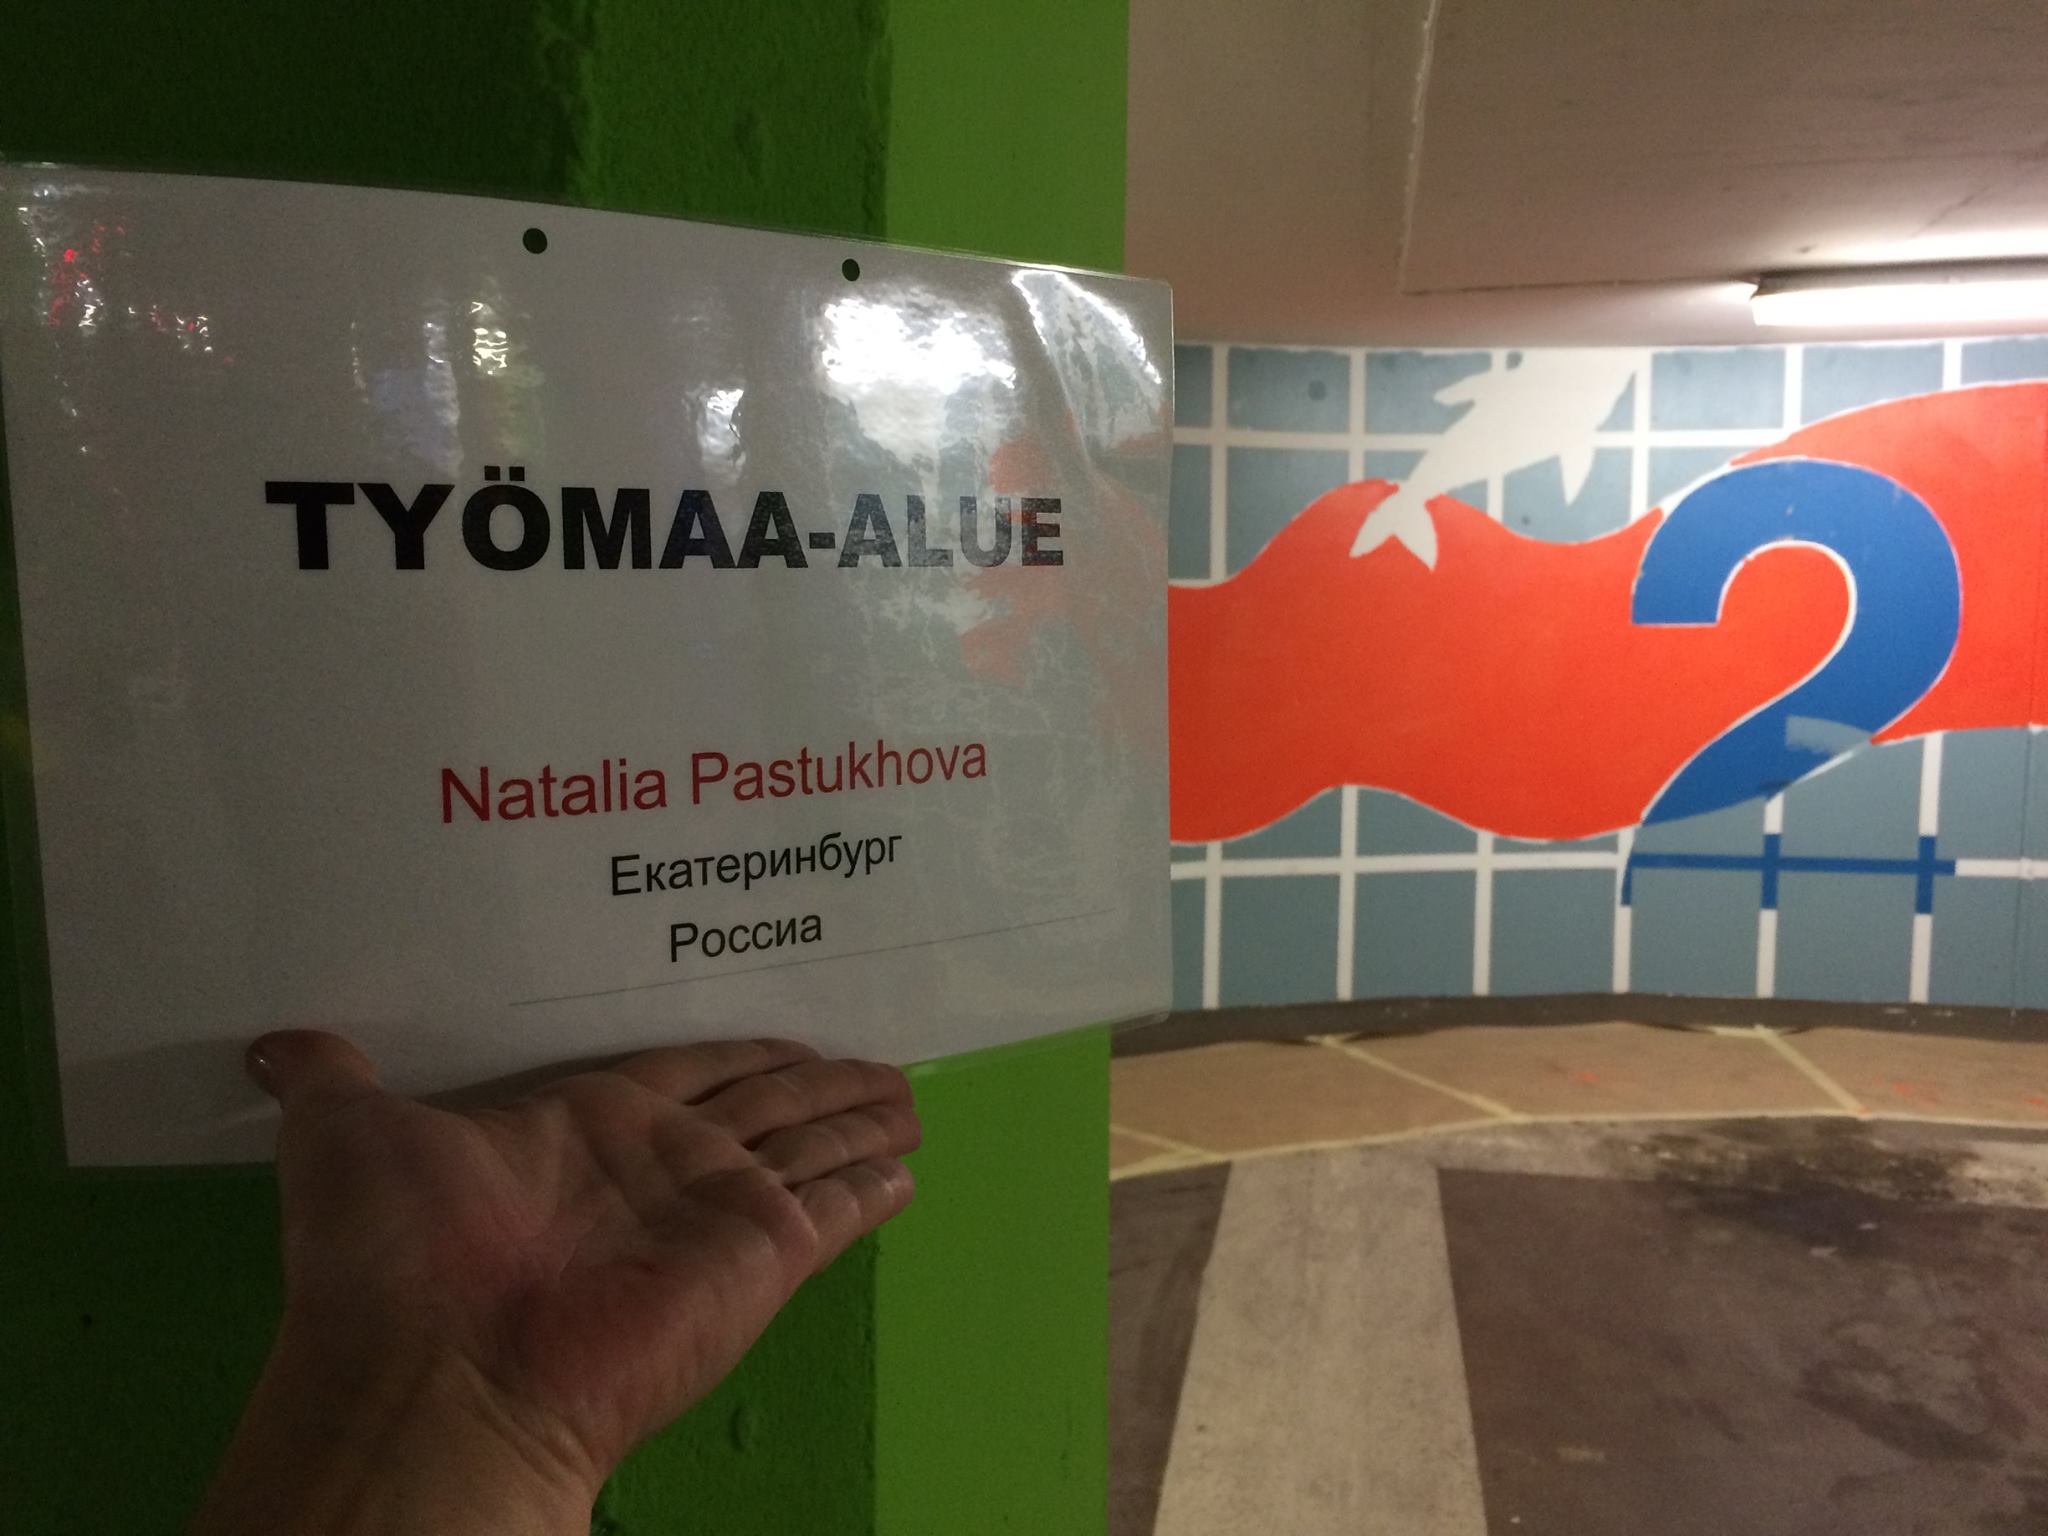 TYÖMAA-ALUE
Natalia Pastukhova
Екатеринбург
Россиа
2